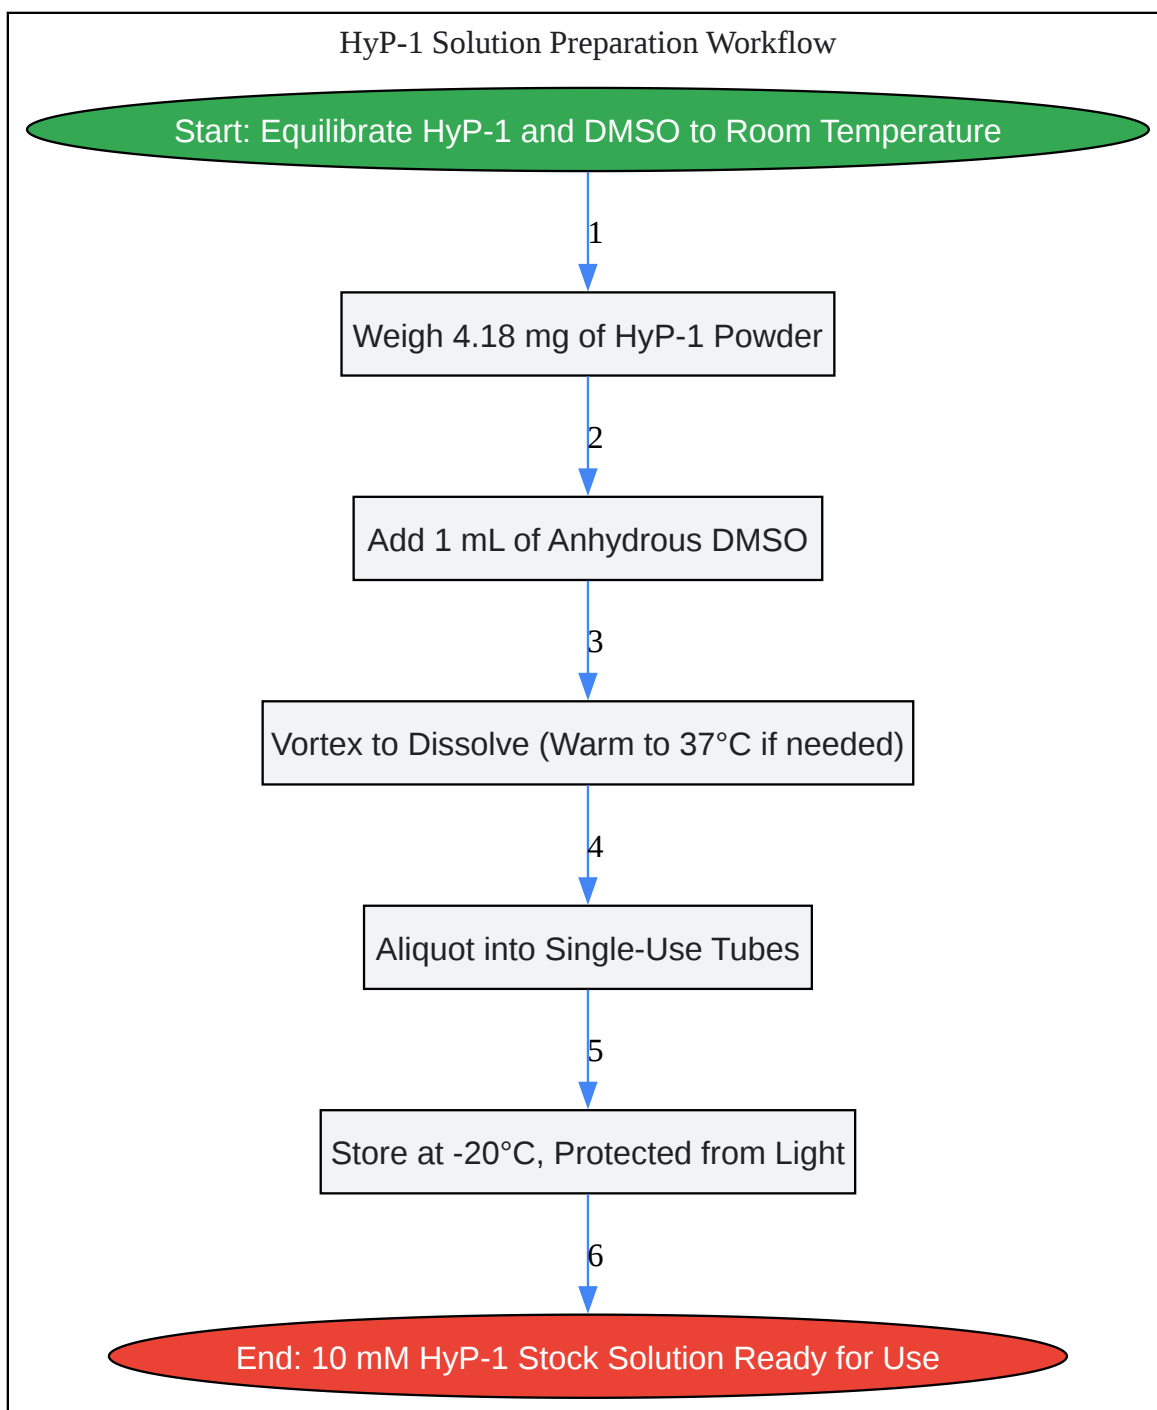 HyP-1 Solution Preparation Workflow
Start: Equilibrate HyP-1 and DMSO to Room Temperature
1
Weigh 4.18 mg of HyP-1 Powder
2
Add 1 mL of Anhydrous DMSO
3
Vortex to Dissolve (Warm to 37°C if needed)
4
Aliquot into Single-Use Tubes
5
Store at -20°C, Protected from Light
6
End: 10 mM HyP-1 Stock Solution Ready for Use